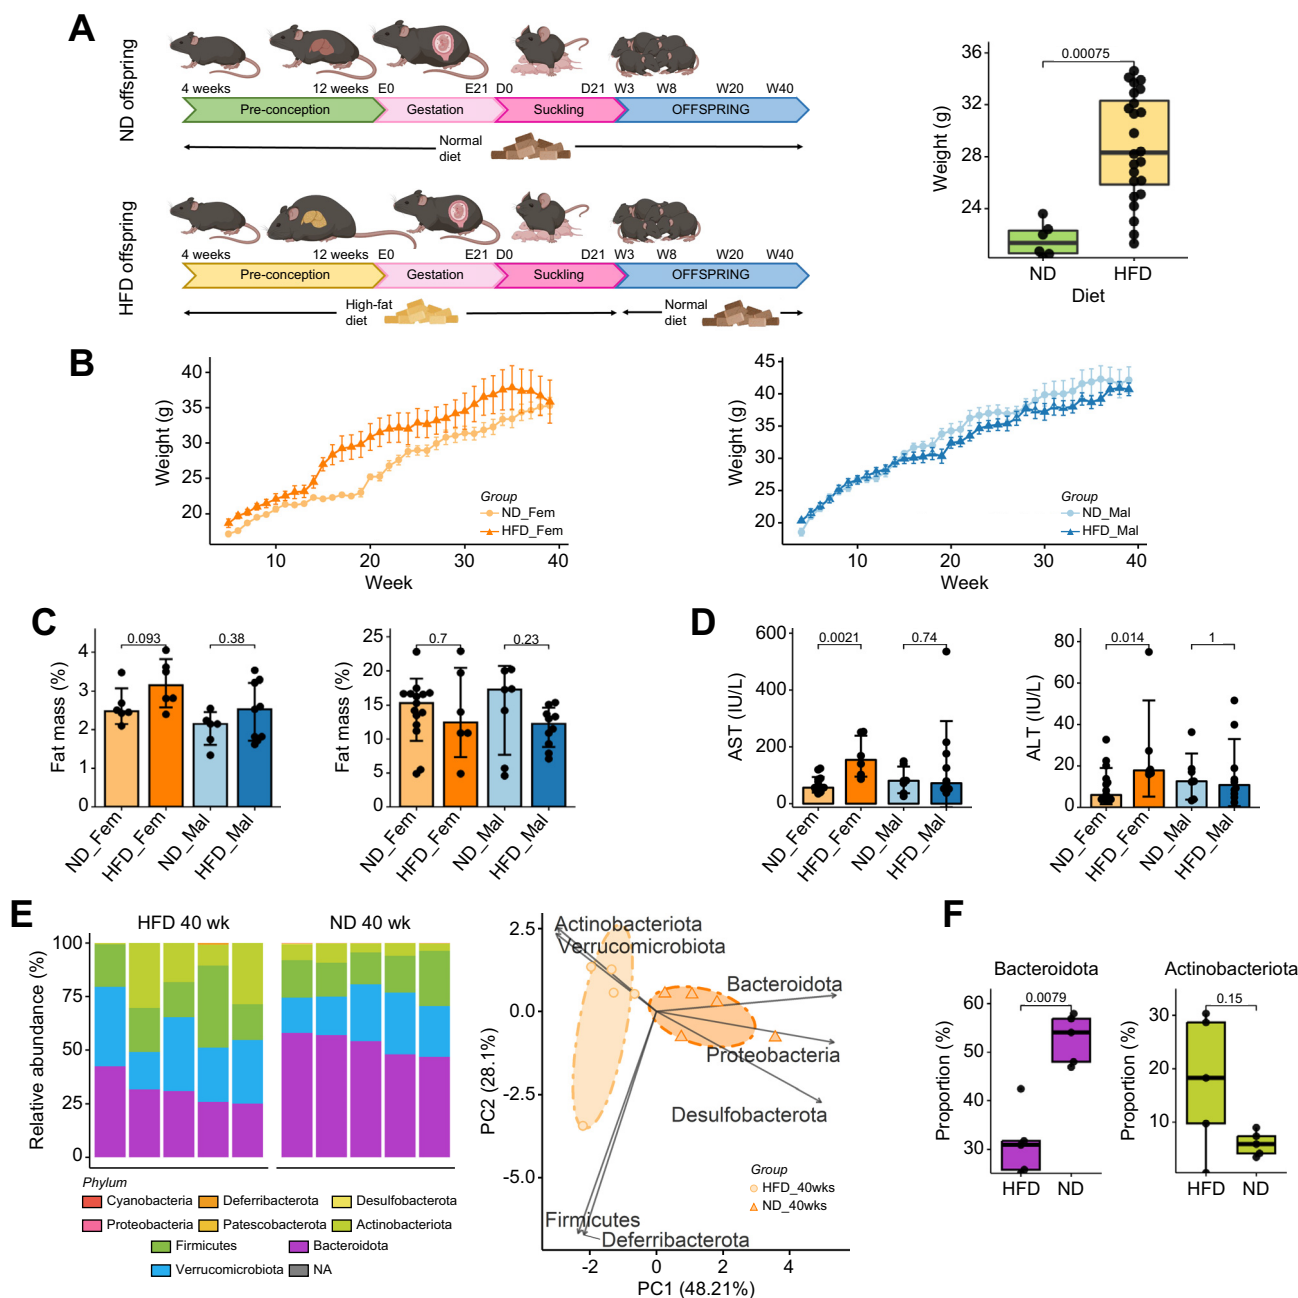 A
ND offspring
4 weeks
12 weeks
E0
E21
D0
D21
W3
W8
W20
W40
Pre-conception
Gestation
Suckling
OFFSPRING
Normal
diet
HFD offspring
4 weeks
12 weeks
E0
E21
D0
D21
W3
W8
W20
W40
Pre-conception
Gestation
Suckling
OFFSPRING
High-fat
diet
Normal
diet
Weight (g)
36
32
28
24
0.00075
ND
HFD
Diet
B
Weight (g)
40
35
30
25
20
10
20
30
40
Week
Group
ND_Fem
HFD_Fem
Weight (g)
45
40
35
30
25
20
10
20
30
40
Week
Group
ND_Mal
HFD_Mal
C
Fat mass (%)
4
3
2
1
0
0.093
0.38
ND_Fem
HFD_Fem
ND_Mal
HFD_Mal
Fat mass (%)
25
20
15
10
5
0
0.7
0.23
ND_Fem
HFD_Fem
ND_Mal
HFD_Mal
D
AST (IU/L)
600
400
200
0
0.0021
0.74
ND_Fem
HFD_Fem
ND_Mal
HFD_Mal
ALT (IU/L)
80
60
40
20
0
0.014
1
ND_Fem
HFD_Fem
ND_Mal
HFD_Mal
E
HFD 40 wk
ND 40 wk
Relative abundance (%)
100
75
50
25
0
Phylum
Cyanobacteria
Deferribacterota
Desulfobacterota
Proteobacteria
Patescobacterota
Actinobacteriota
Firmicutes
Bacteroidota
Verrucomicrobiota
NA
PC2 (28.1%)
2.5
0.0
-2.5
-5.0
Actinobacteriota
Verrucomicrobiota
Bacteroidota
Proteobacteria
Desulfobacterota
Firmicutes
Deferribacterota
Group
HFD_40wks
ND_40wks
-2
0
2
4
PC1 (48.21%)
F
Bacteroidota
Proportion (%)
60
50
40
30
0.0079
HFD
ND
Actinobacteriota
Proportion (%)
30
20
10
0.15
HFD
ND